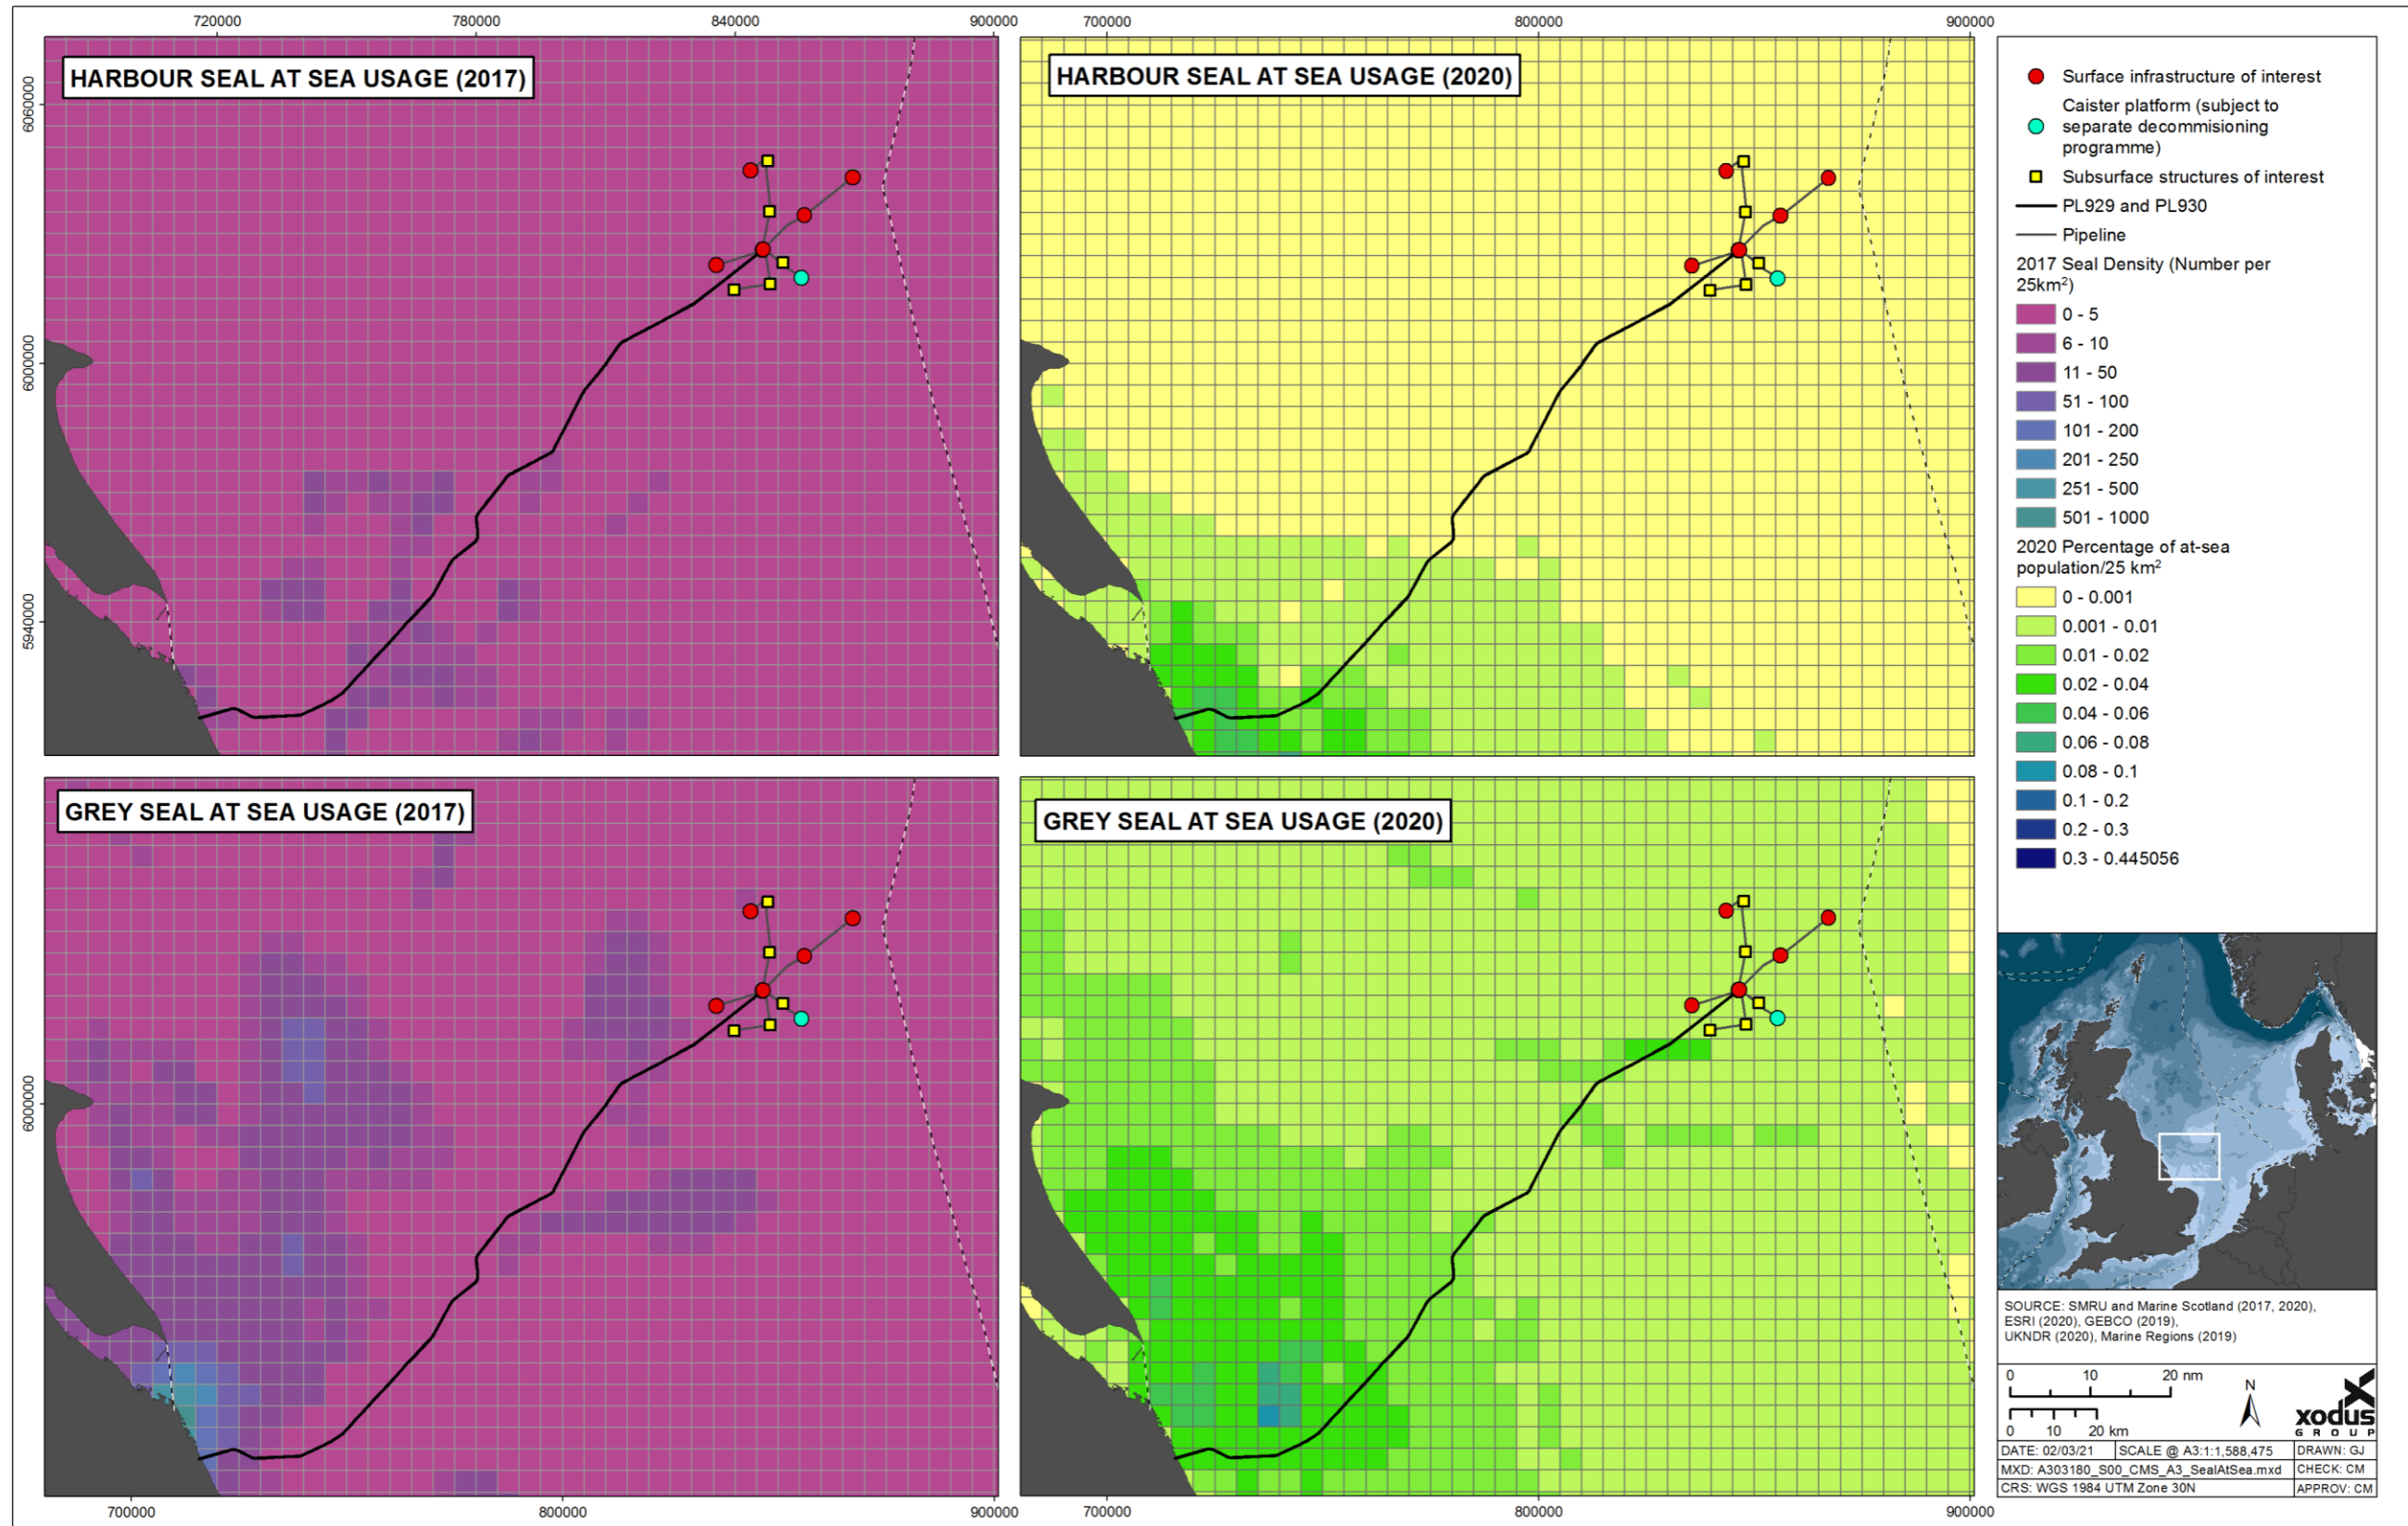 720000 780000 840000 900000 700000 800000 900000
6060000
6000000
5940000
6000000
HARBOUR SEAL AT SEA USAGE (2017)
HARBOUR SEAL AT SEA USAGE (2020)
GREY SEAL AT SEA USAGE (2017)
GREY SEAL AT SEA USAGE (2020)
700000 800000 900000 700000 800000 900000
Surface infrastructure of interest
Caister platform (subject to
separate decommisioning
programme)
Subsurface structures of interest
PL929 and PL930
Pipeline
2017 Seal Density (Number per
25km²)
0 - 5
6 - 10
11 - 50
51 - 100
101 - 200
201 - 250
251 - 500
501 - 1000
2020 Percentage of at-sea
population/25 km²
0 - 0.001
0.001 - 0.01
0.01 - 0.02
0.02 - 0.04
0.04 - 0.06
0.06 - 0.08
0.08 - 0.1
0.1 - 0.2
0.2 - 0.3
0.3 - 0.445056
SOURCE: SMRU and Marine Scotland (2017, 2020),
ESRI (2020), GEBCO (2019),
UKNDR (2020), Marine Regions (2019)
0 10 20 nm
0 10 20 km
N
xodus
GROUP
DATE: 02/03/21 SCALE @ A3:1:1,588,475 DRAWN: GJ
MXD: A303180_S00_CMS_A3_SealAtSea.mxd CHECK: CM
CRS: WGS 1984 UTM Zone 30N APPROV: CM